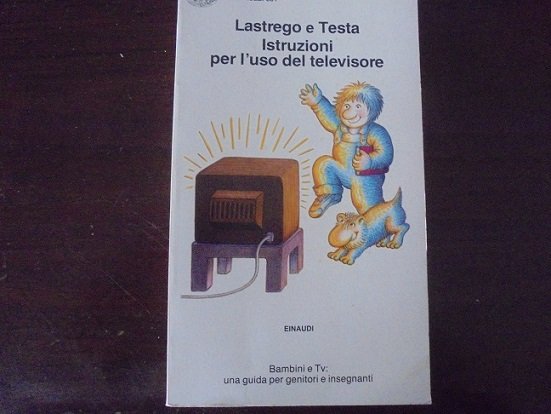 Lastrego e Testa
Istruzioni
per l'uso del televisore
EINAUDI
Bambini e Tv:
una guida per genitori e insegnanti